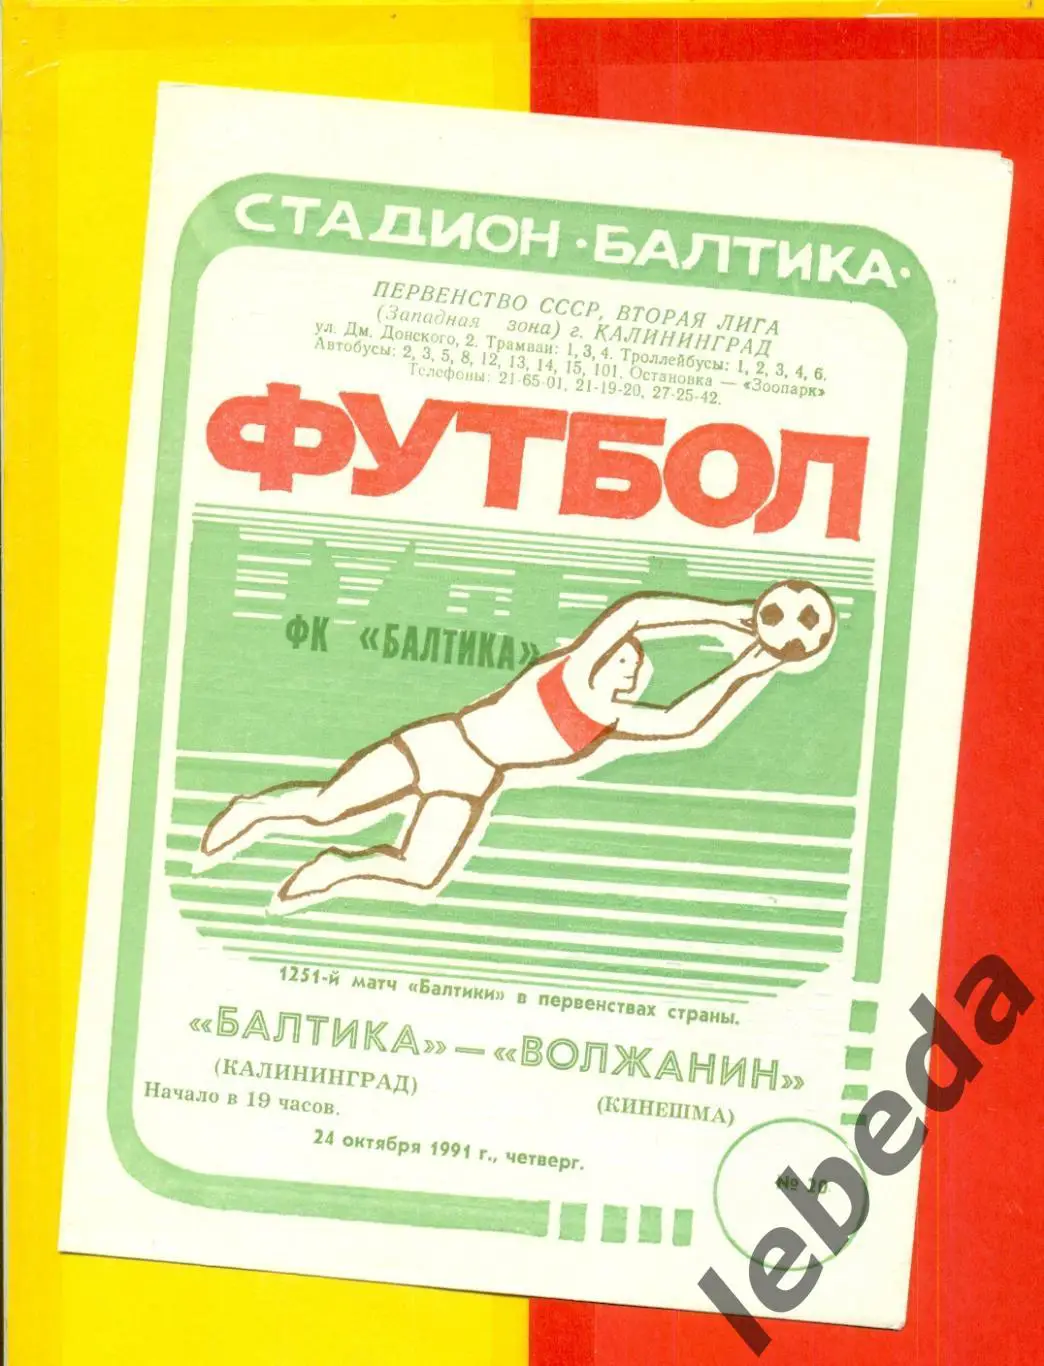 СТАДИОН · БАЛТИКА ·
ПЕРВЕНСТВО СССР, ВТОРАЯ ЛИГА
(Западная зона) г. КАЛИНИНГРАД
ул. Дм. Донского, 2. Трамваи: 1, 3, 4. Троллейбусы: 1, 2, 3, 4, 6.
Автобусы: 2, 3, 5, 8, 12, 13, 14, 15, 101. Остановка — «Зоопарк»
Телефоны: 21-65-01, 21-19-20, 27-25-42.
ФУТБОЛ
ФК «БАЛТИКА»
1251-й матч «Балтики» в первенствах страны.
«БАЛТИКА» — «ВОЛЖАНИН»
(КАЛИНИНГРАД)
(КИНЕШМА)
Начало в 19 часов.
24 октября 1991 г., четверг.
№ 20.
lebeda